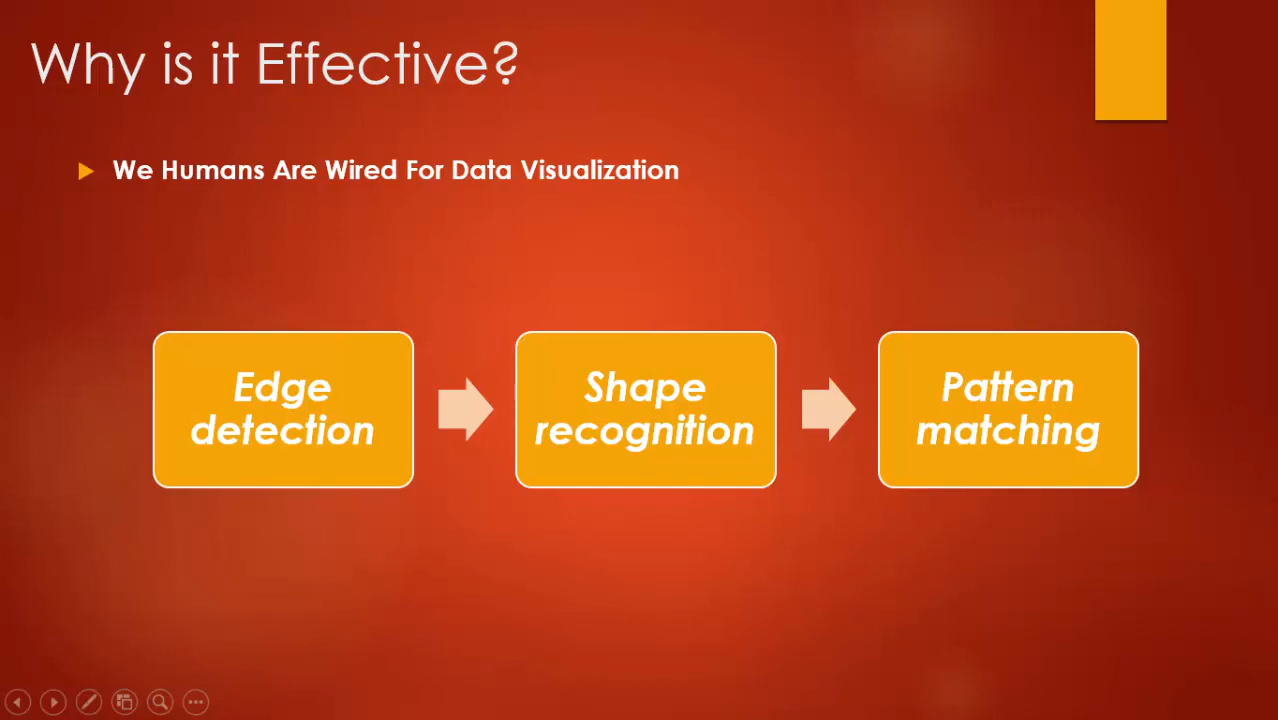 Why is it Effective?
We Humans Are Wired For Data Visualization
Edge
detection
Shape
recognition
Pattern
matching